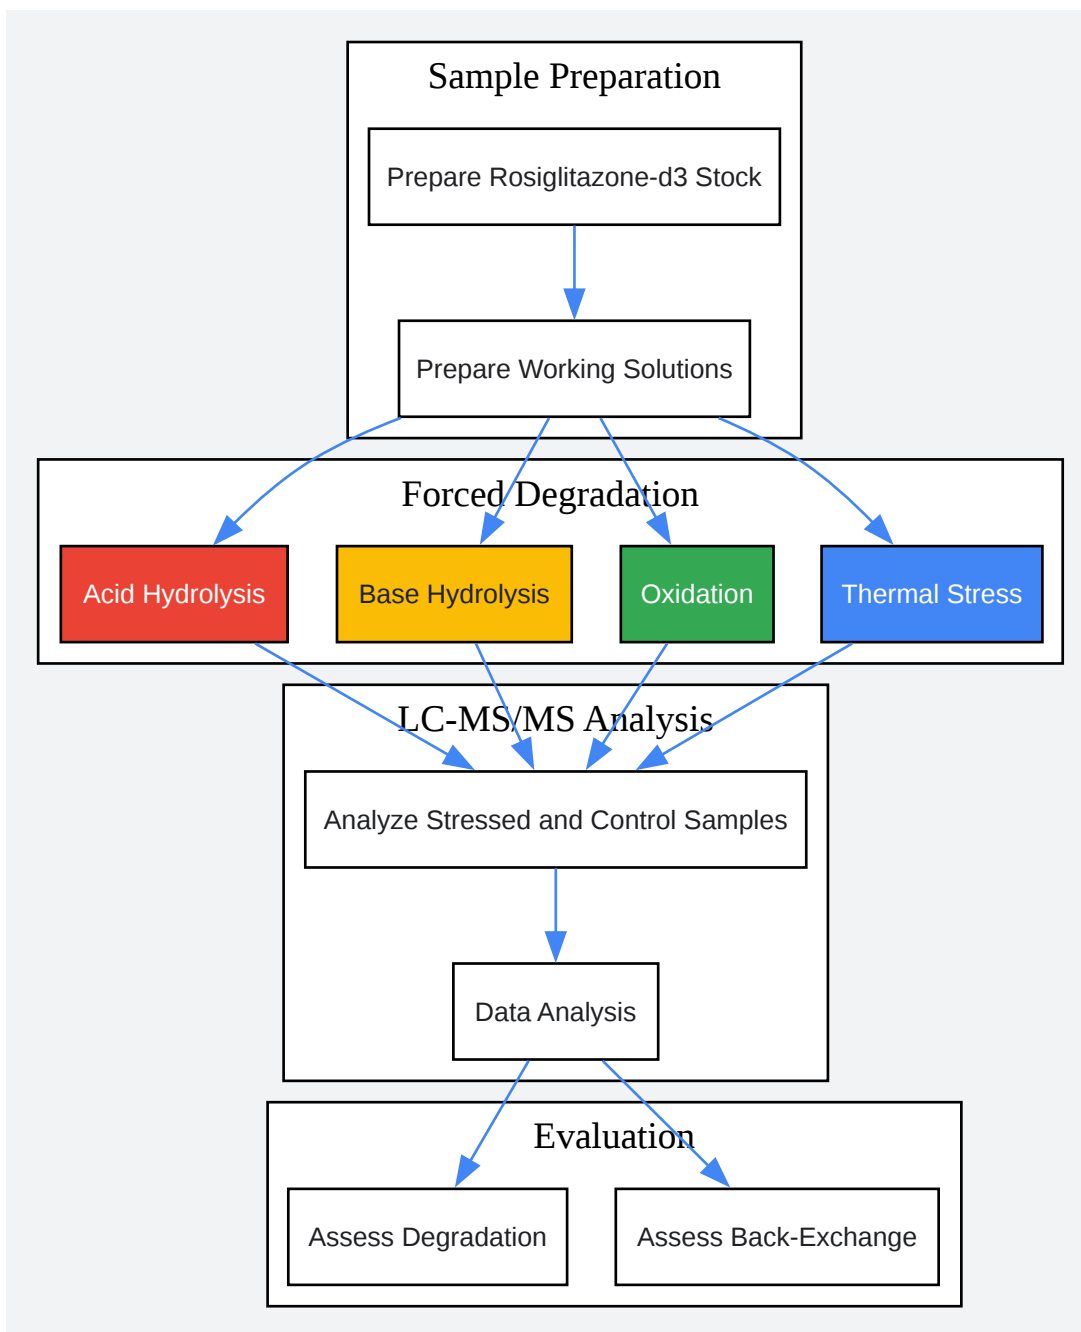 Sample Preparation
Prepare Rosiglitazone-d3 Stock
Prepare Working Solutions
Forced Degradation
Acid Hydrolysis
Base Hydrolysis
Oxidation
Thermal Stress
LC-MS/MS Analysis
Analyze Stressed and Control Samples
Data Analysis
Evaluation
Assess Degradation
Assess Back-Exchange